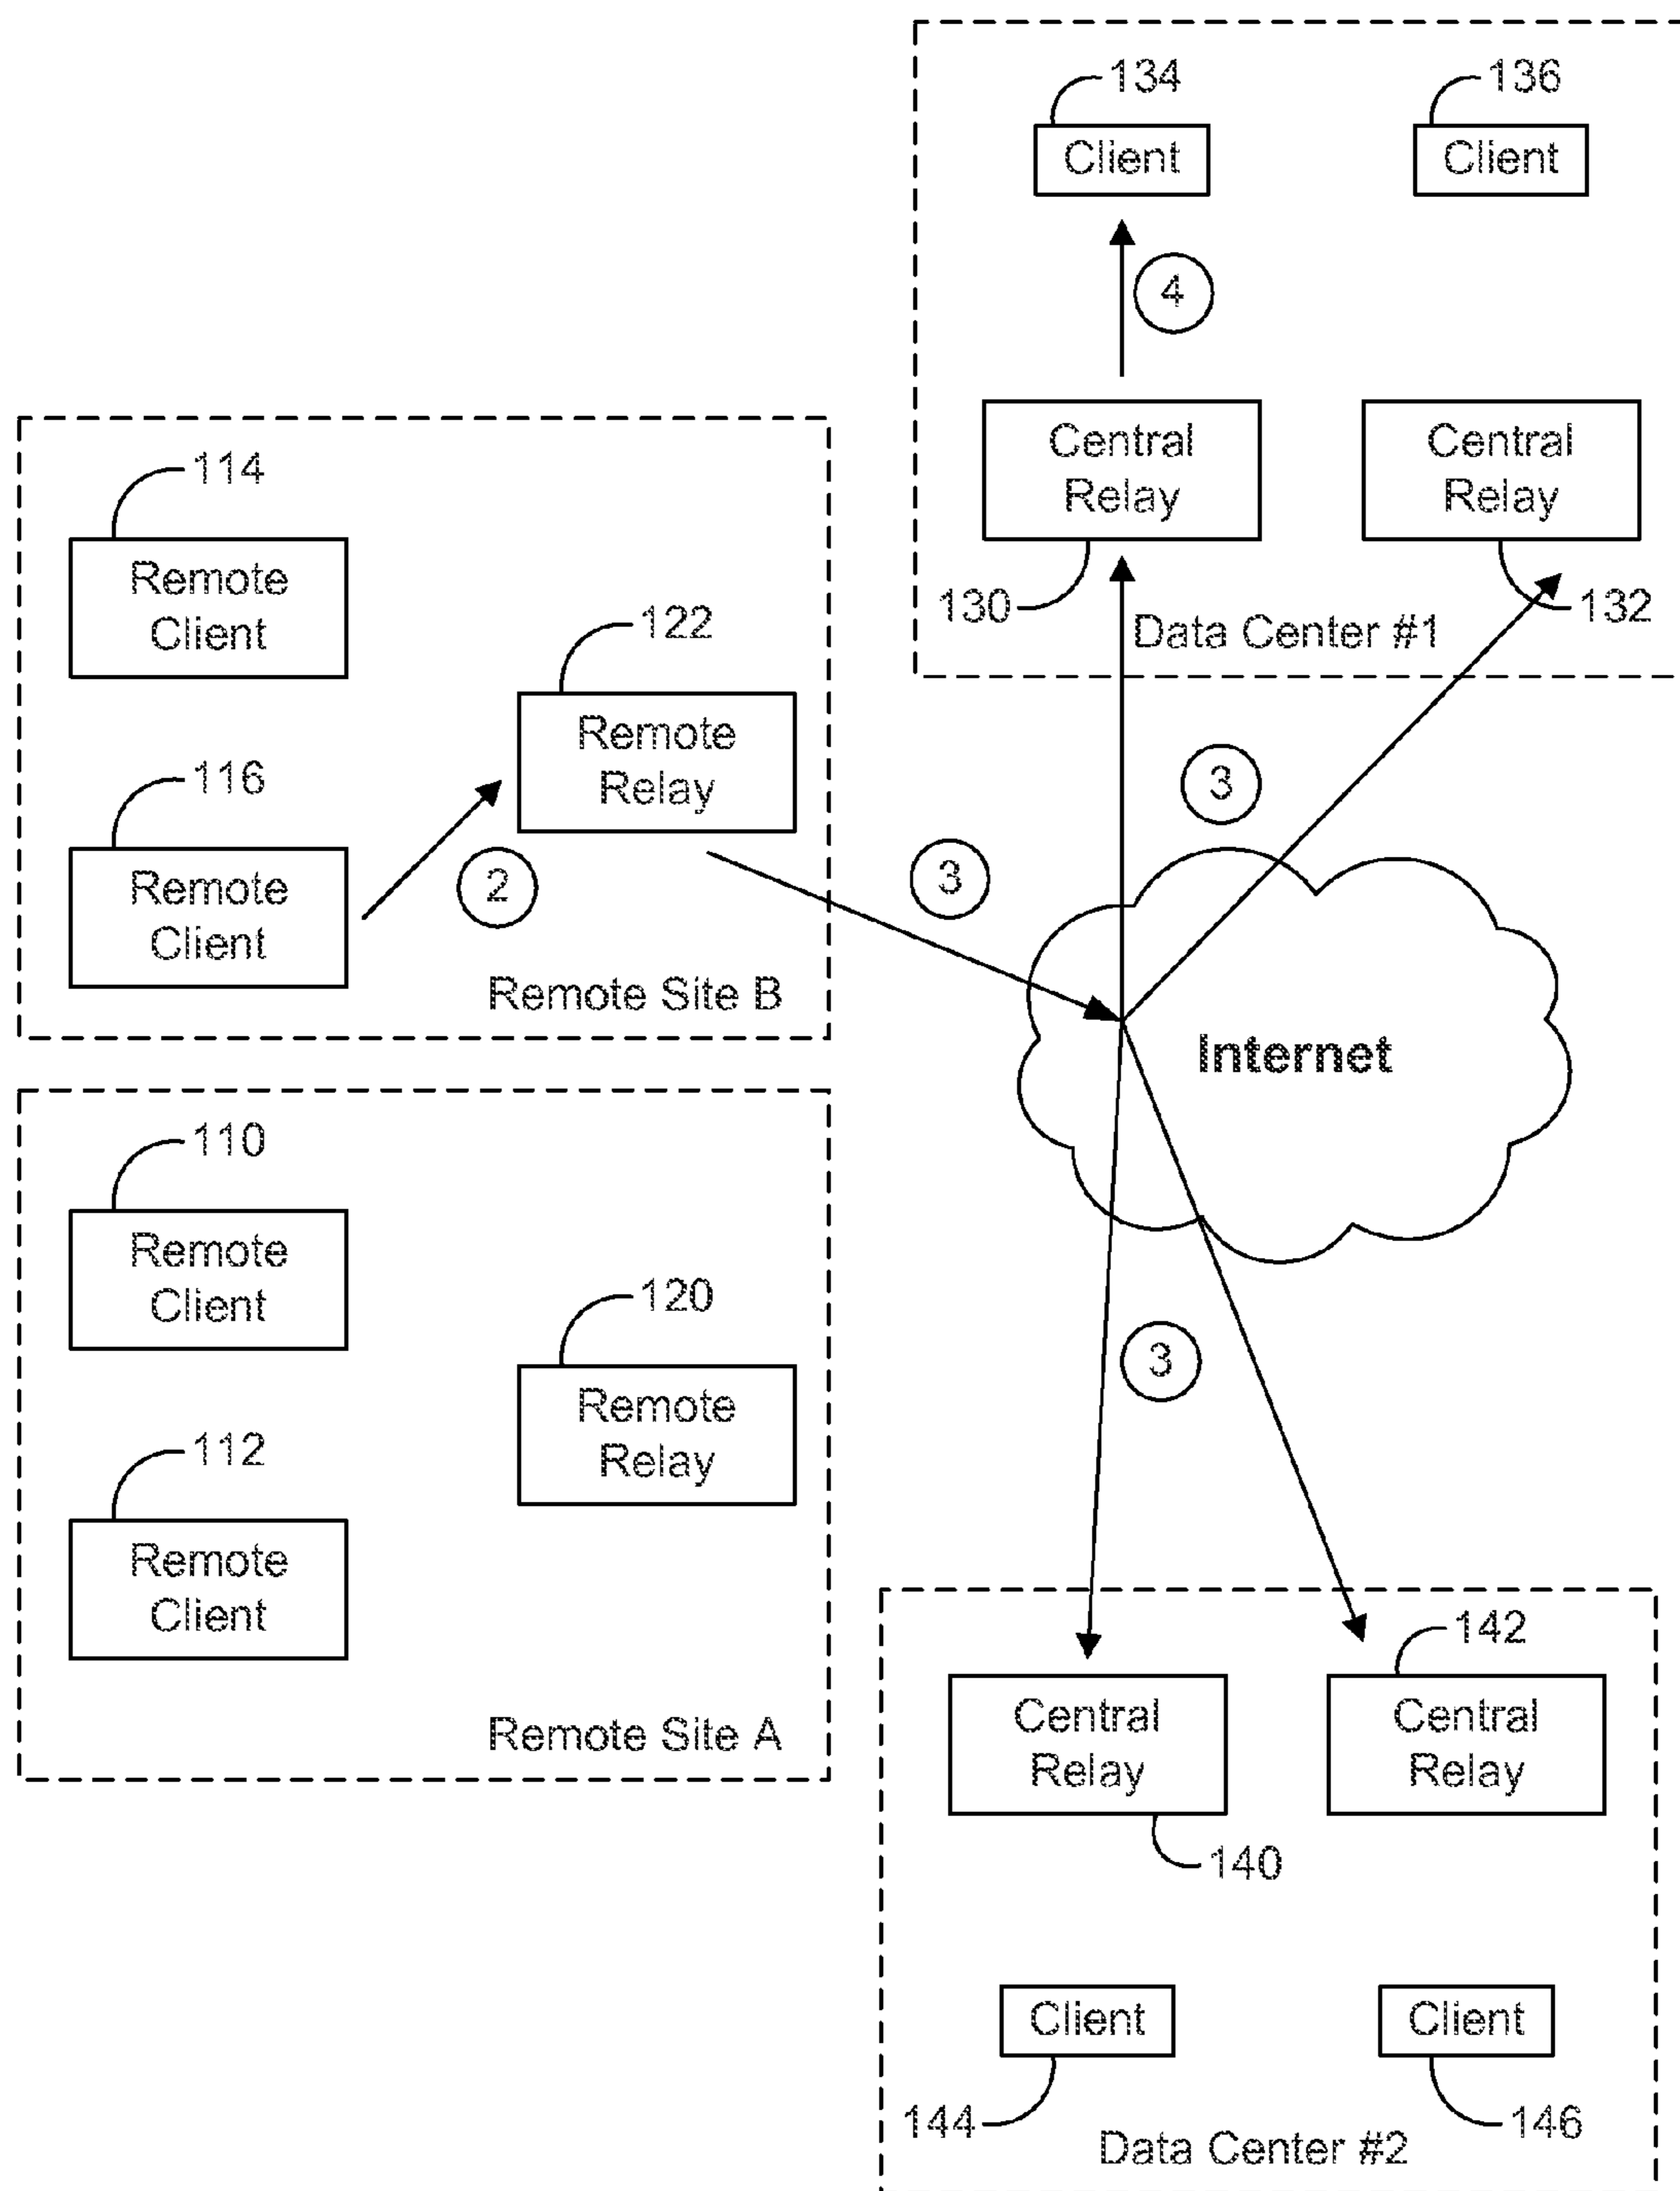 134
136
Client
Client
4
Central
Relay
Central
Relay
130
132
Data Center #1
114
Remote
Client
122
Remote
Relay
116
Remote
Client
2
Remote Site B
3
3
Internet
110
Remote
Client
120
Remote
Relay
112
Remote
Client
Remote Site A
3
142
Central
Relay
Central
Relay
140
Client
Client
144
146
Data Center #2